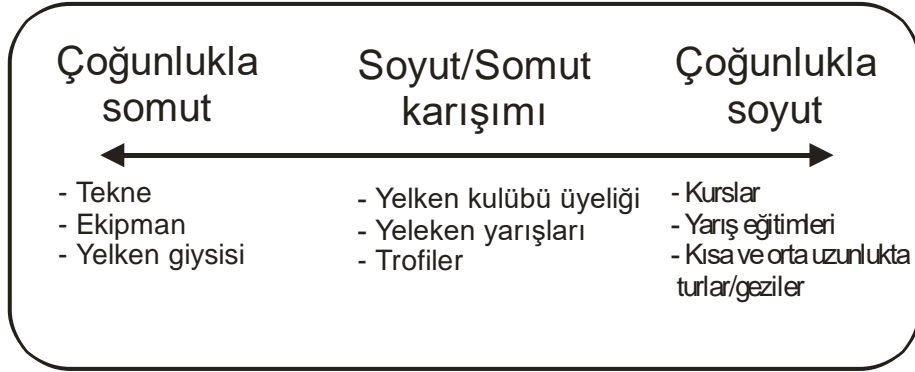 Çoğunlukla
somut
- Tekne
- Ekipman
- Yelken giysisi
Soyut/Somut
karışımı
- Yelken kulübü üyeliği
- Yeleken yarışları
- Trofiler
Çoğunlukla
soyut
- Kurslar
- Yarış eğitimleri
- Kısa ve orta uzunlukta
turlar/geziler